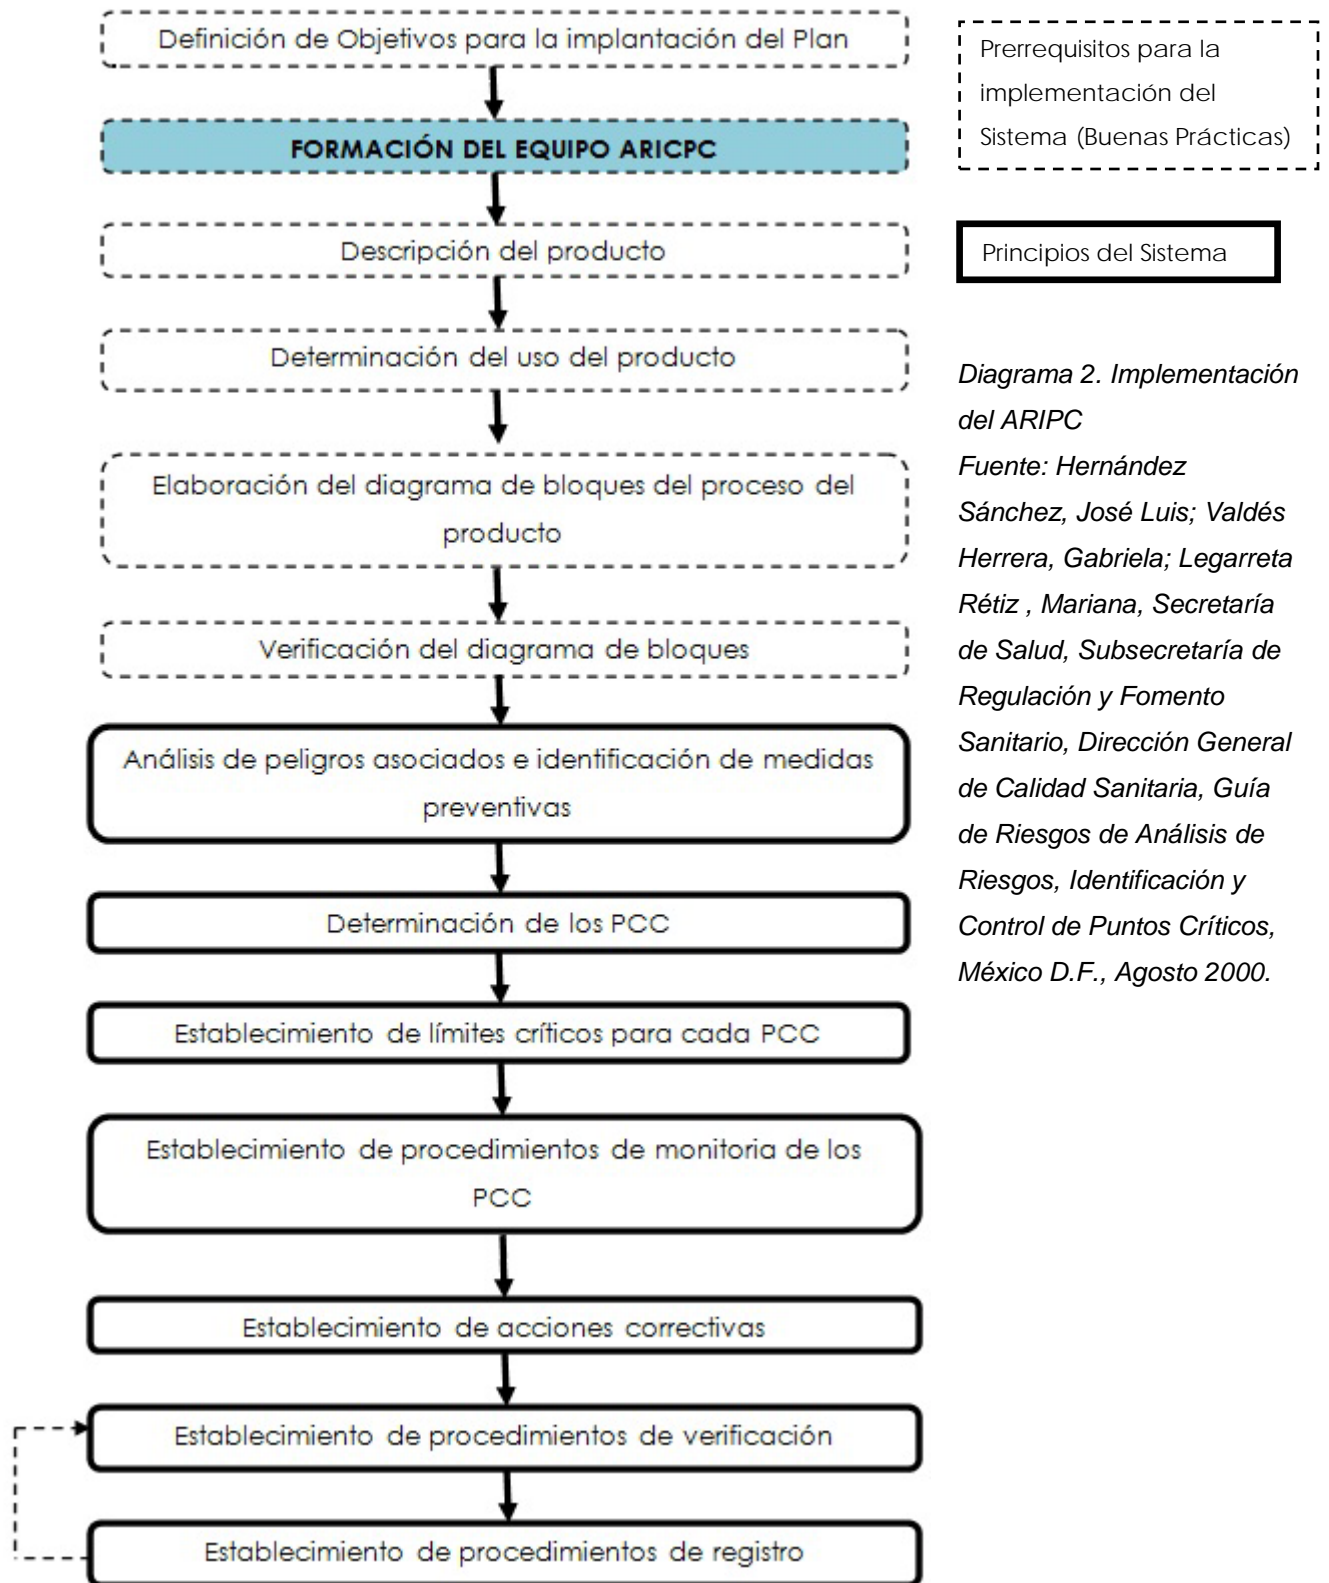 Definición de Objetivos para la implantación del Plan
FORMACIÓN DEL EQUIPO ARICPC
Descripción del producto
Determinación del uso del producto
Elaboración del diagrama de bloques del proceso del
producto
Verificación del diagrama de bloques
Análisis de peligros asociados e identificación de medidas
preventivas
Determinación de los PCC
Establecimiento de límites críticos para cada PCC
Establecimiento de procedimientos de monitoria de los
PCC
Establecimiento de acciones correctivas
Establecimiento de procedimientos de verificación
Establecimiento de procedimientos de registro
Prerrequisitos para la
implementación del
Sistema (Buenas Prácticas)
Principios del Sistema
Diagrama 2. Implementación
del ARIPC
Fuente: Hernández
Sánchez, José Luis; Valdés
Herrera, Gabriela; Legarreta
Rétiz , Mariana, Secretaría
de Salud, Subsecretaría de
Regulación y Fomento
Sanitario, Dirección General
de Calidad Sanitaria, Guía
de Riesgos de Análisis de
Riesgos, Identificación y
Control de Puntos Críticos,
México D.F., Agosto 2000.